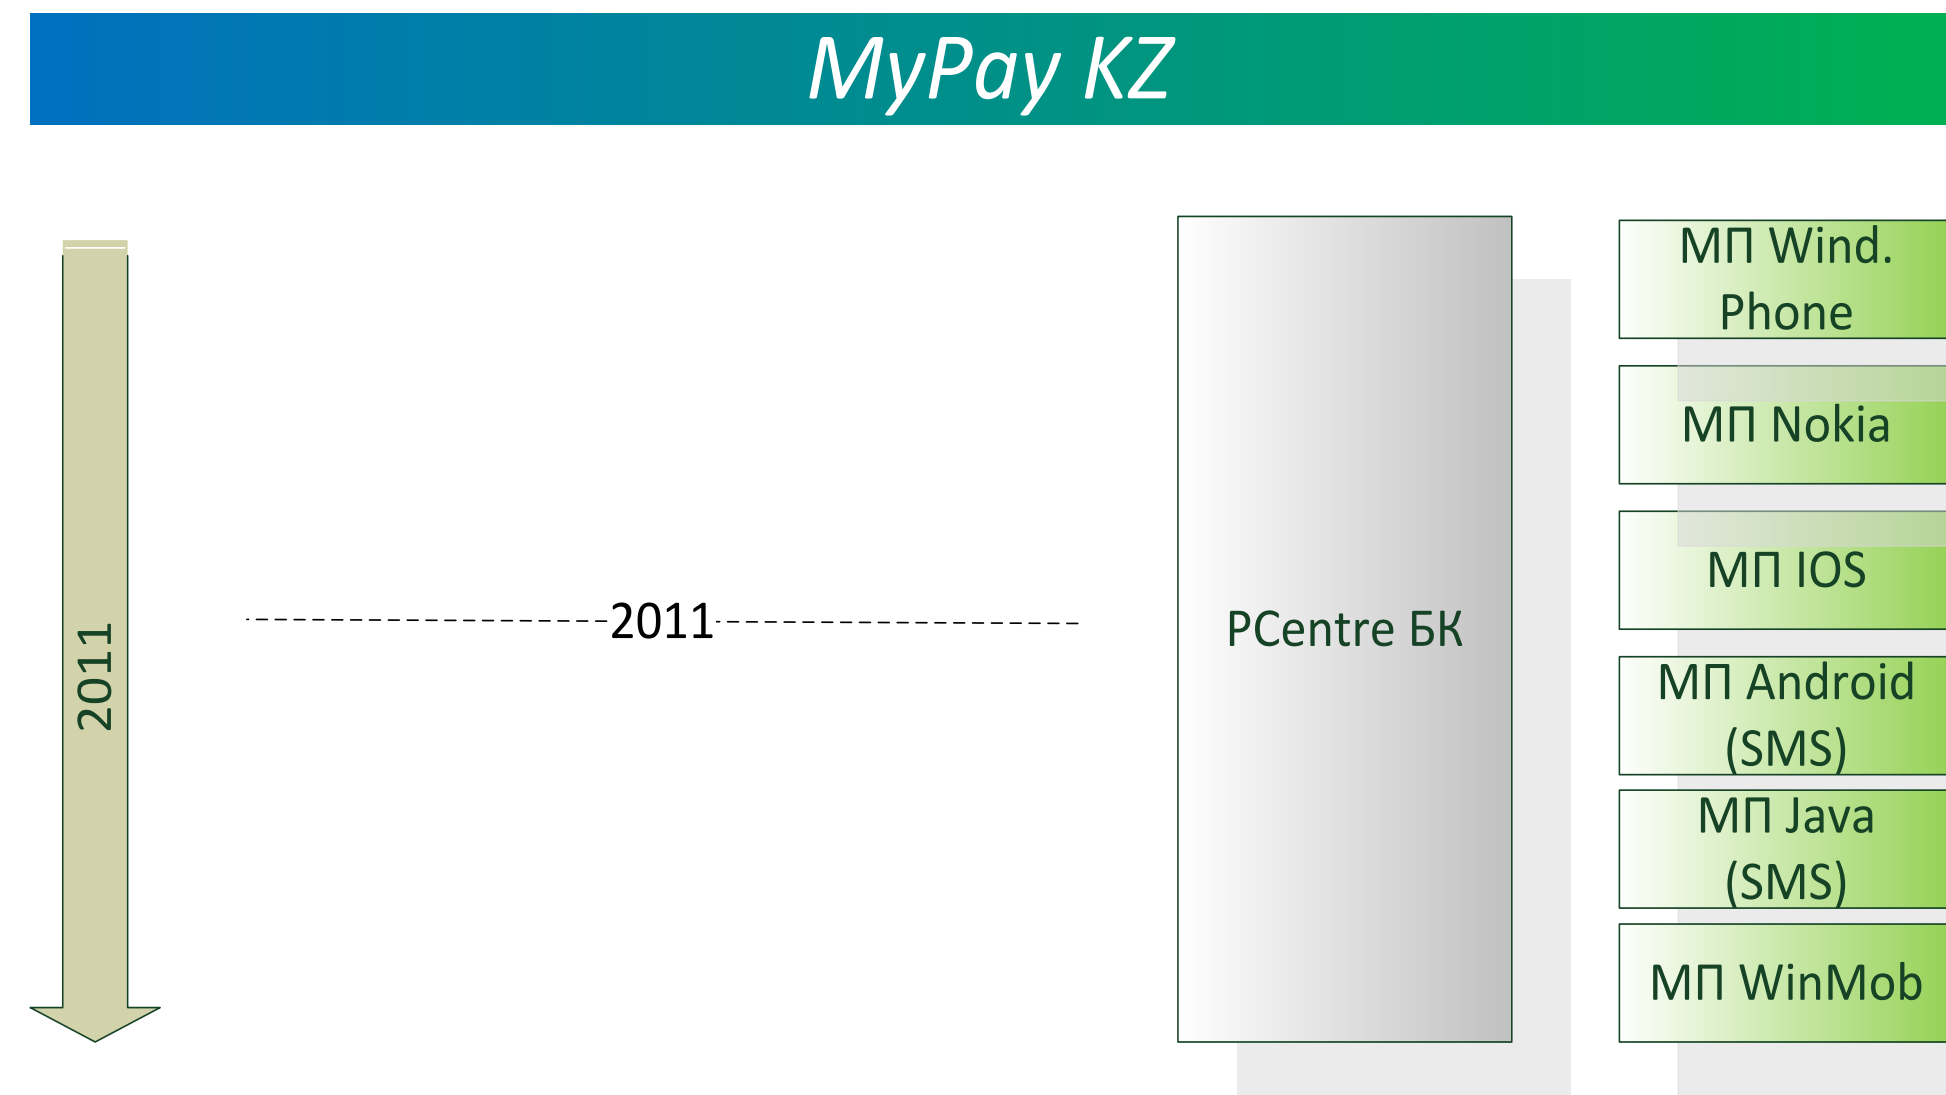 MyPay KZ
2011
2011
PCentre БК
МП Wind.
Phone
МП Nokia
МП IOS
МП Android
(SMS)
МП Java
(SMS)
МП WinMob